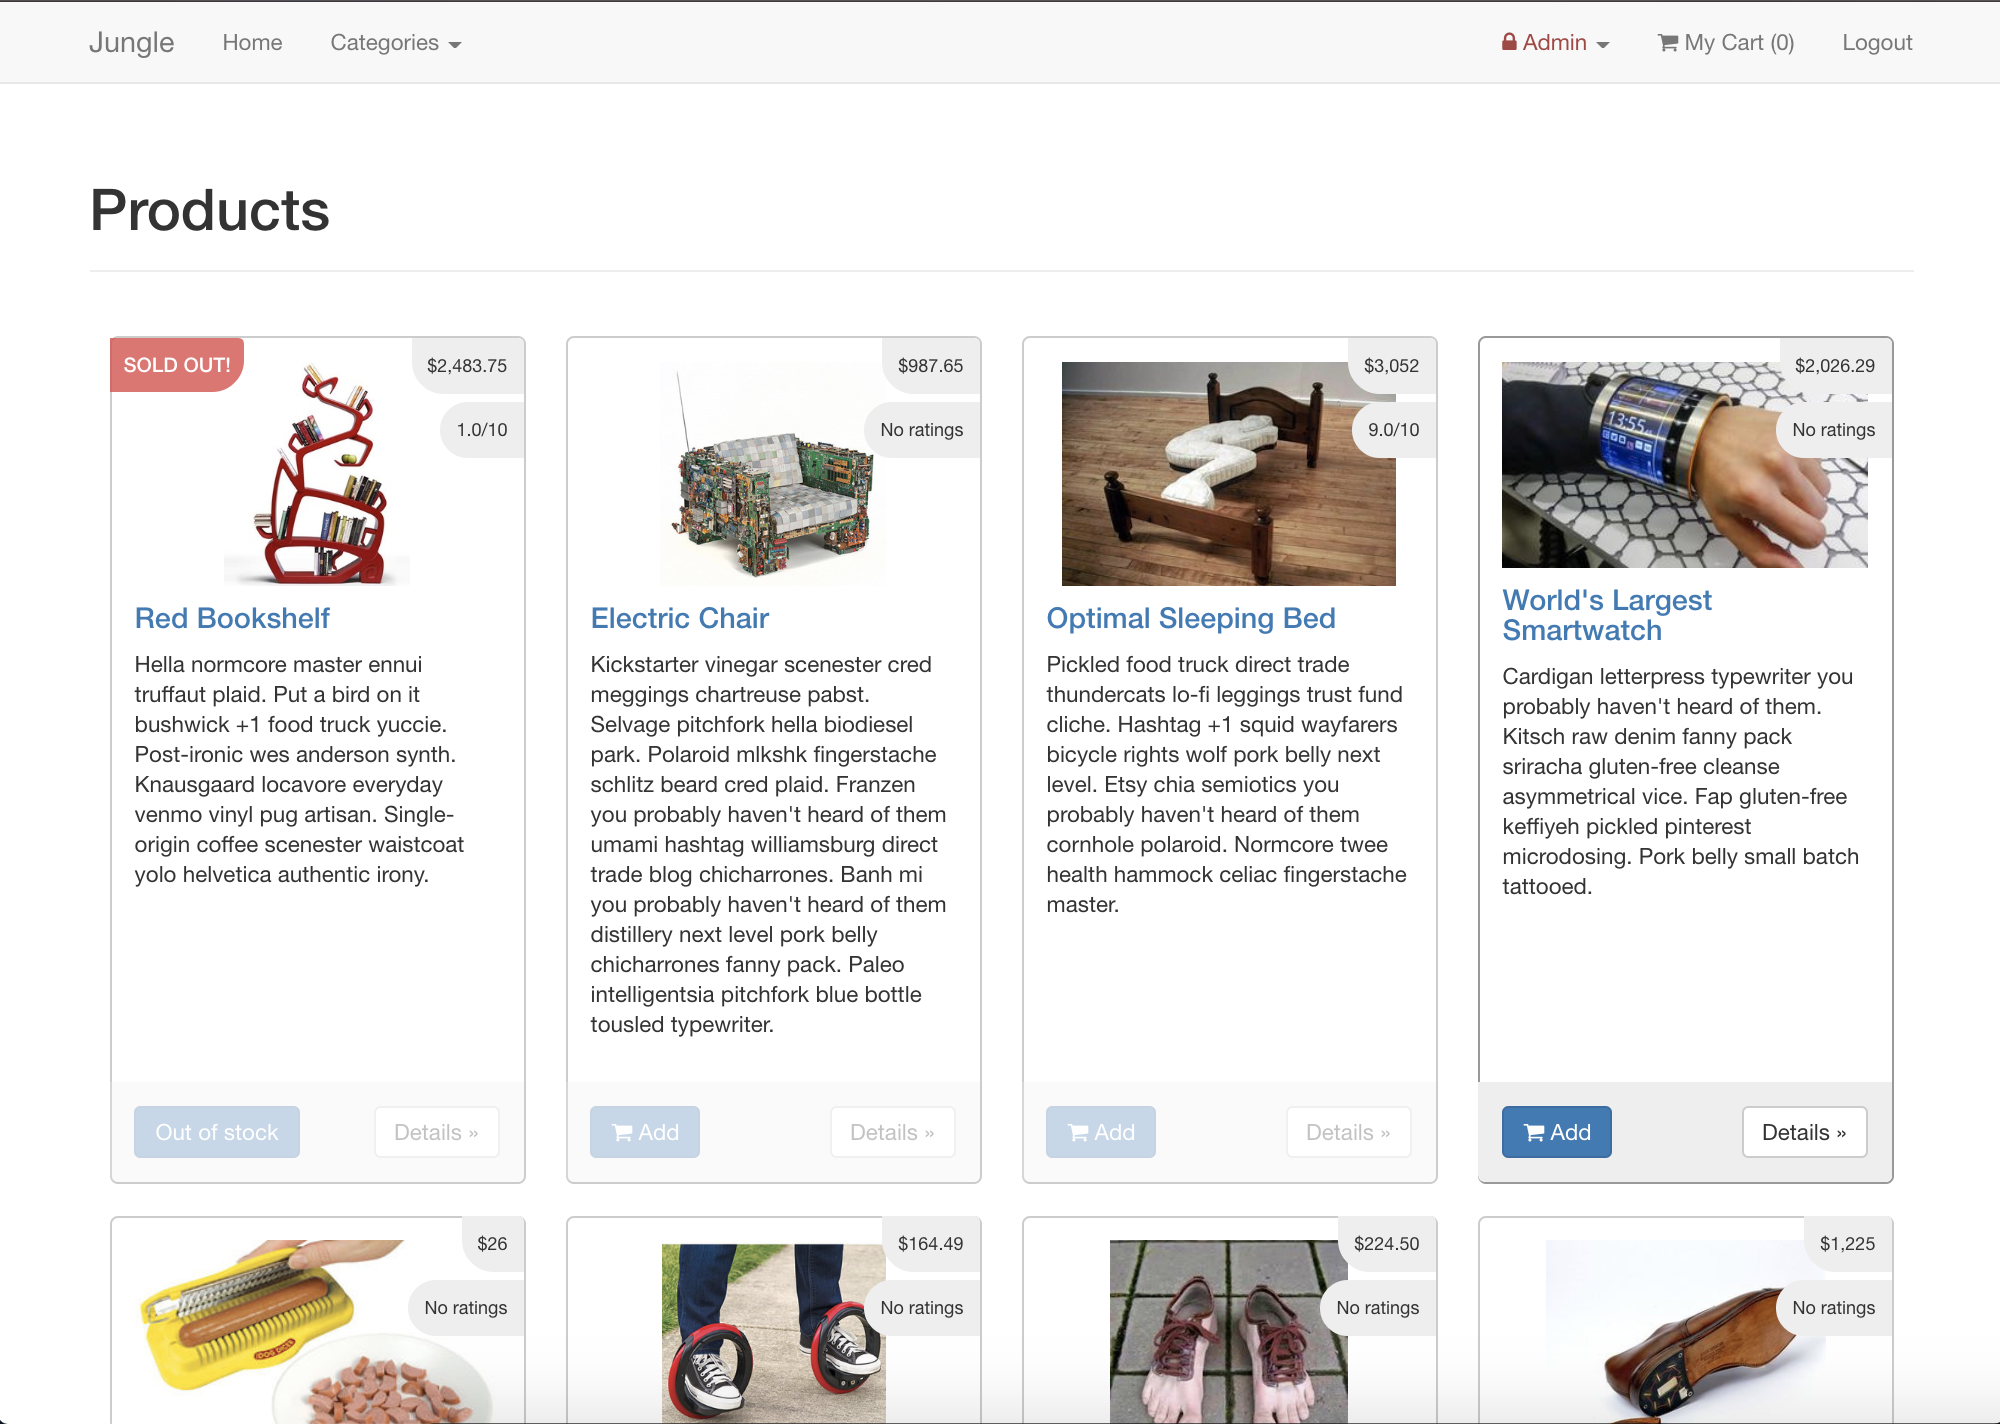 Jungle Home Categories Admin My Cart (0) Logout
Products
SOLD OUT!
$2,483.75
1.0/10
Red Bookshelf
Hella normcore master ennui
truffaut plaid. Put a bird on it
bushwick +1 food truck yuccie.
Post-ironic wes anderson synth.
Knausgaard locavore everyday
venmo vinyl pug artisan. Single-
origin coffee scenester waistcoat
yolo helvetica authentic irony.
Out of stock Details »
$987.65
No ratings
Electric Chair
Kickstarter vinegar scenester cred
meggings chartreuse pabst.
Selvage pitchfork hella biodiesel
park. Polaroid mlkshk fingerstache
schlitz beard cred plaid. Franzen
you probably haven't heard of them
umami hashtag williamsburg direct
trade blog chicharrones. Banh mi
you probably haven't heard of them
distillery next level pork belly
chicharrones fanny pack. Paleo
intelligentsia pitchfork blue bottle
tousled typewriter.
Add Details »
$3,052
9.0/10
Optimal Sleeping Bed
Pickled food truck direct trade
thundercats lo-fi leggings trust fund
cliche. Hashtag +1 squid wayfarers
bicycle rights wolf pork belly next
level. Etsy chia semiotics you
probably haven't heard of them
cornhole polaroid. Normcore twee
health hammock celiac fingerstache
master.
Add Details »
$2,026.29
No ratings
13:55
World's Largest
Smartwatch
Cardigan letterpress typewriter you
probably haven't heard of them.
Kitsch raw denim fanny pack
sriracha gluten-free cleanse
asymmetrical vice. Fap gluten-free
keffiyeh pickled pinterest
microdosing. Pork belly small batch
tattooed.
Add Details »
$26
No ratings
$164.49
No ratings
$224.50
No ratings
$1,225
No ratings